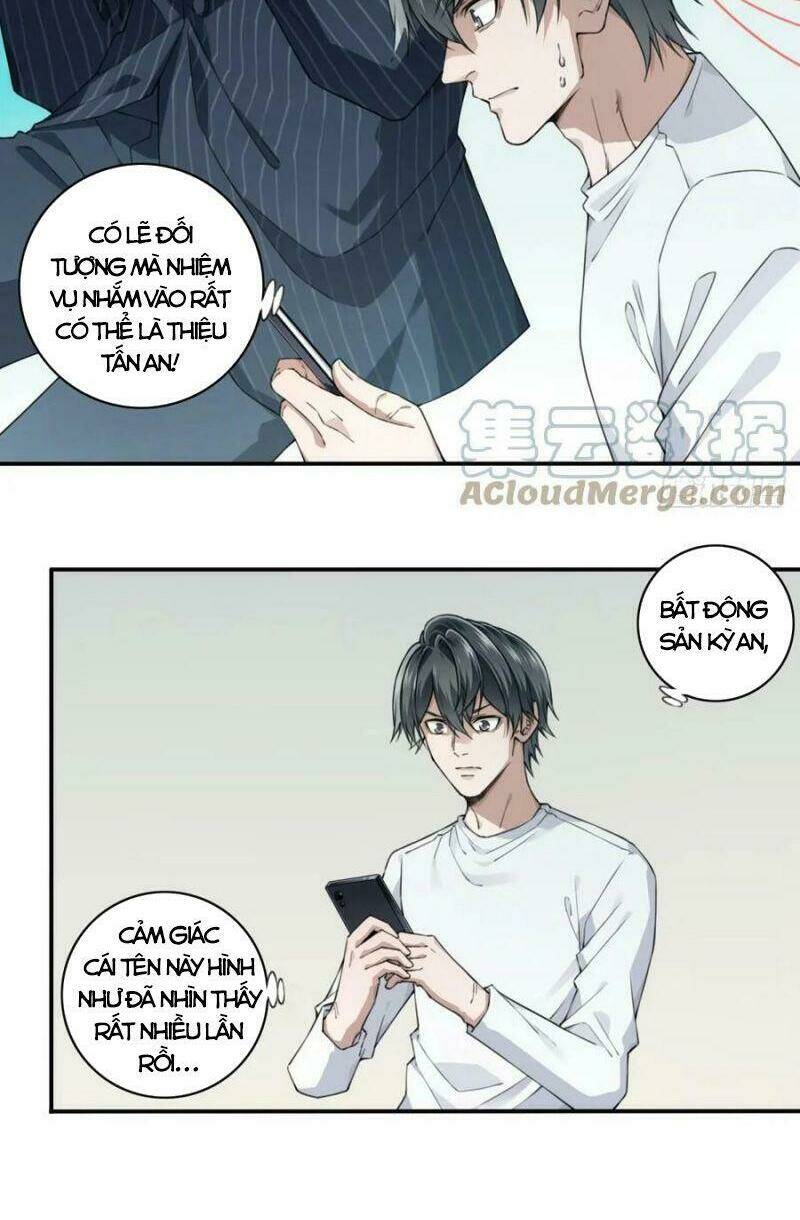 CÓ LẼ ĐỐI
TƯỢNG MÀ NHIỆM
VỤ NHẮM VÀO RẤT
CÓ THỂ LÀ THIỆU
TẤN AN!
集云数据
ACloudMerge.com
BẤT ĐỘNG
SẢN KỲ AN,
CẢM GIÁC
CÁI TÊN NÀY HÌNH
NHƯ ĐÃ NHÌN THẤY
RẤT NHIỀU LẦN
RỒI...